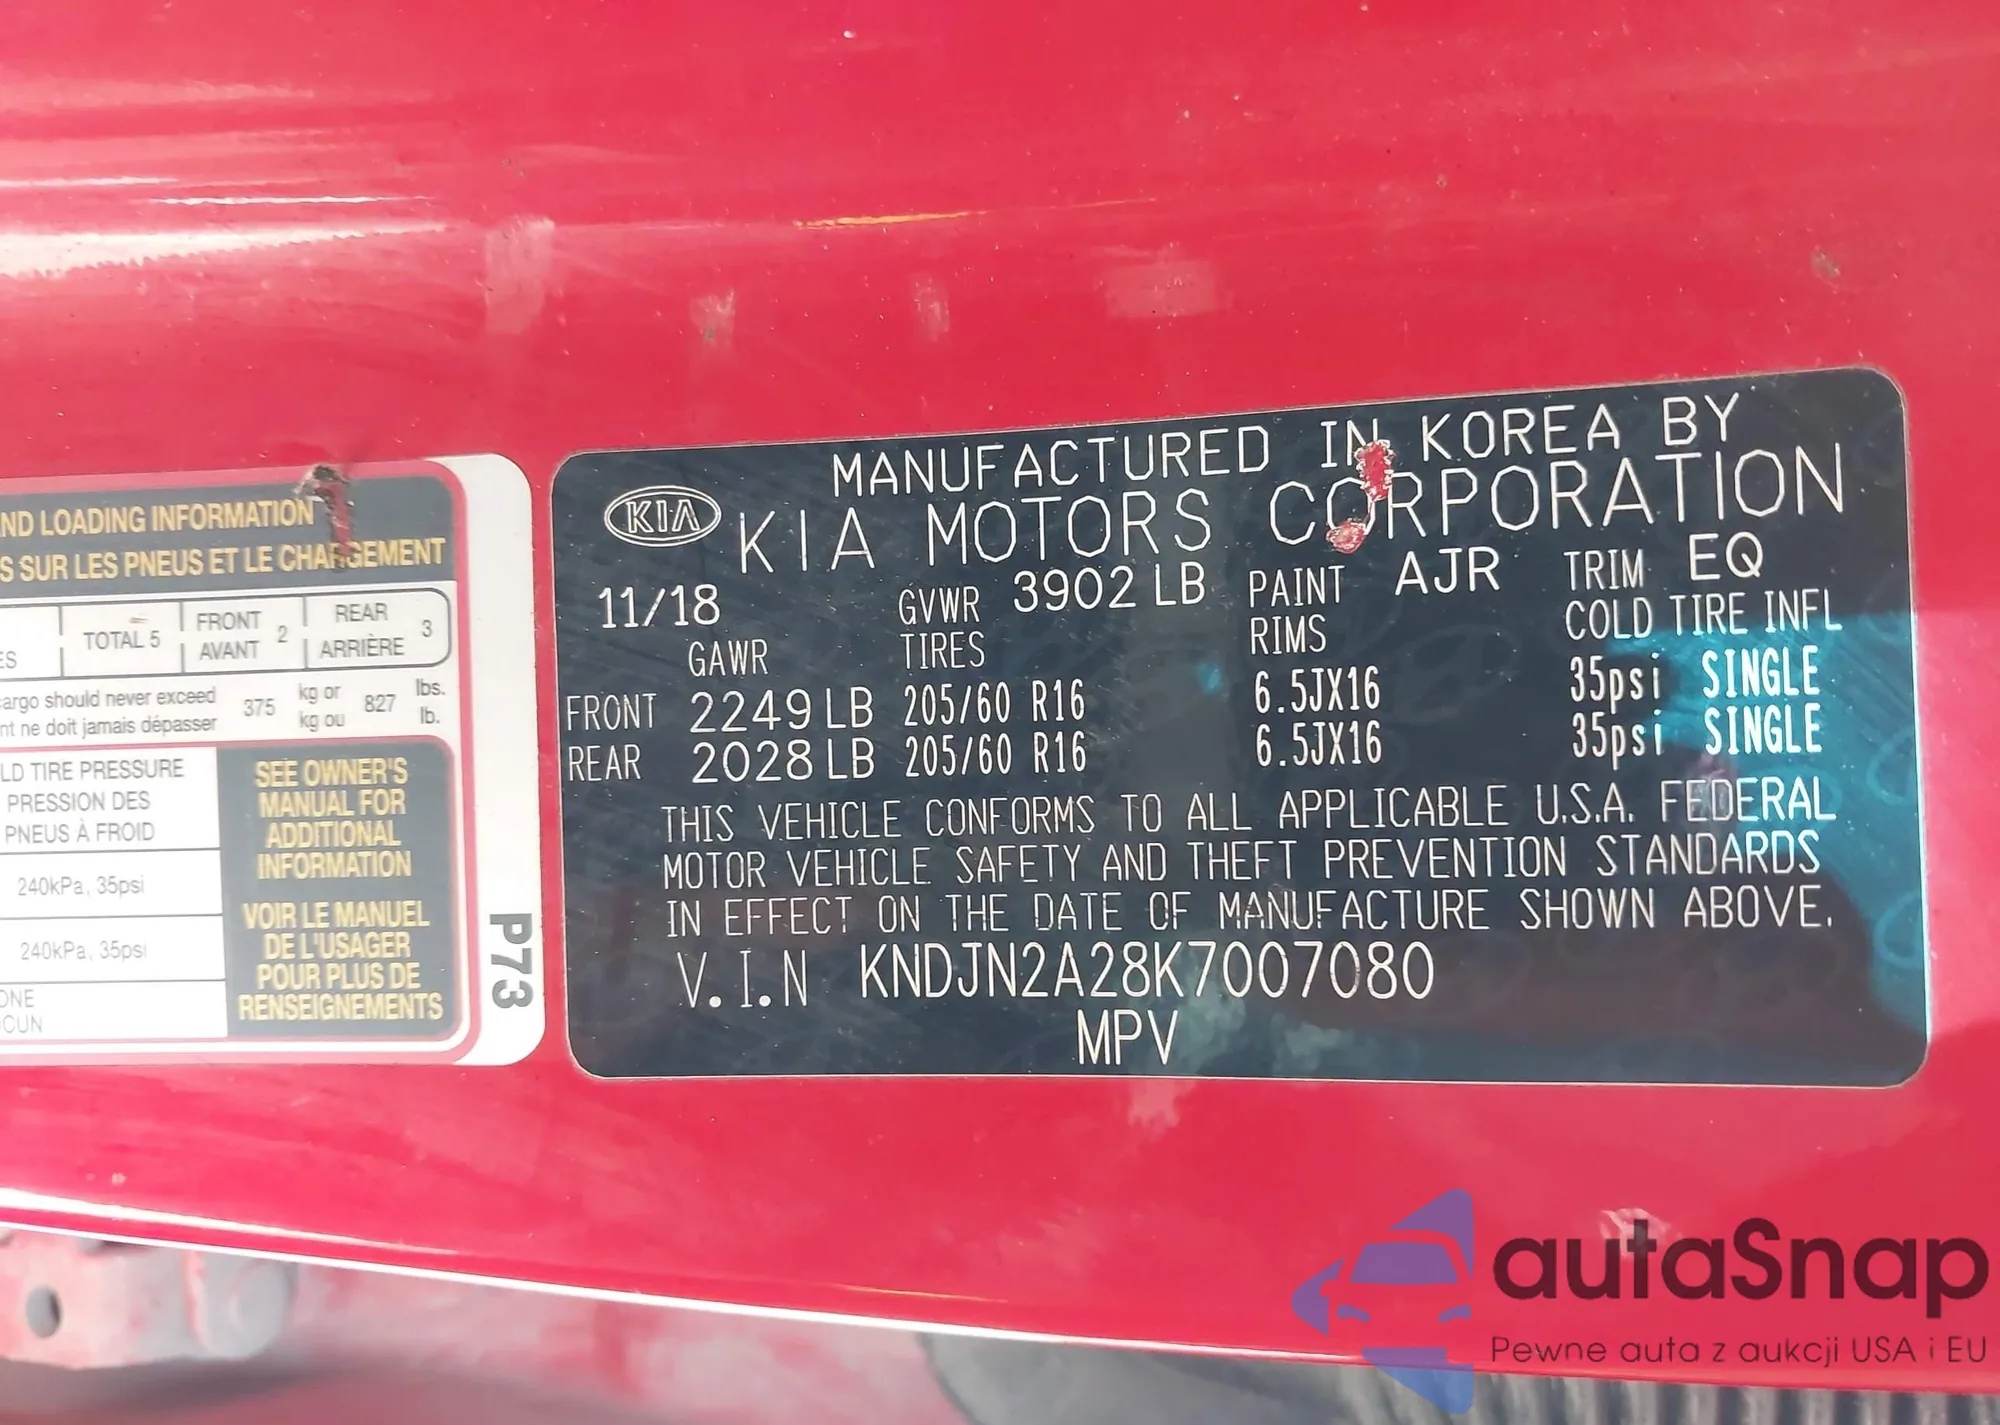 ND LOADING INFORMATION
S SUR LES PNEUS ET LE CHARGEMENT
TOTAL 5
FRONT
AVANT
2
REAR
ARRIÈRE
3
ES
cargo should never exceed
nt ne doit jamais dépasser
375
kg or
kg ou
827
lbs.
lb.
LD TIRE PRESSURE
PRESSION DES
PNEUS À FROID
240kPa, 35psi
240kPa, 35psi
ONE
CUN
SEE OWNER'S
MANUAL FOR
ADDITIONAL
INFORMATION
VOIR LE MANUEL
DE L'USAGER
POUR PLUS DE
RENSEIGNEMENTS
P73
MANUFACTURED IN KOREA BY
KIA KIA MOTORS CORPORATION
11/18 GVWR 3902 LB PAINT AJR TRIM EQ
GAWR TIRES RIMS COLD TIRE INFL
FRONT 2249 LB 205/60 R16 6.5JX16 35psi SINGLE
REAR 2028 LB 205/60 R16 6.5JX16 35psi SINGLE
THIS VEHICLE CONFORMS TO ALL APPLICABLE U.S.A. FEDERAL
MOTOR VEHICLE SAFETY AND THEFT PREVENTION STANDARDS
IN EFFECT ON THE DATE OF MANUFACTURE SHOWN ABOVE.
V.I.N KNDJN2A28K7007080
MPV
autaSnap
Pewne auta z aukcji USA i EU